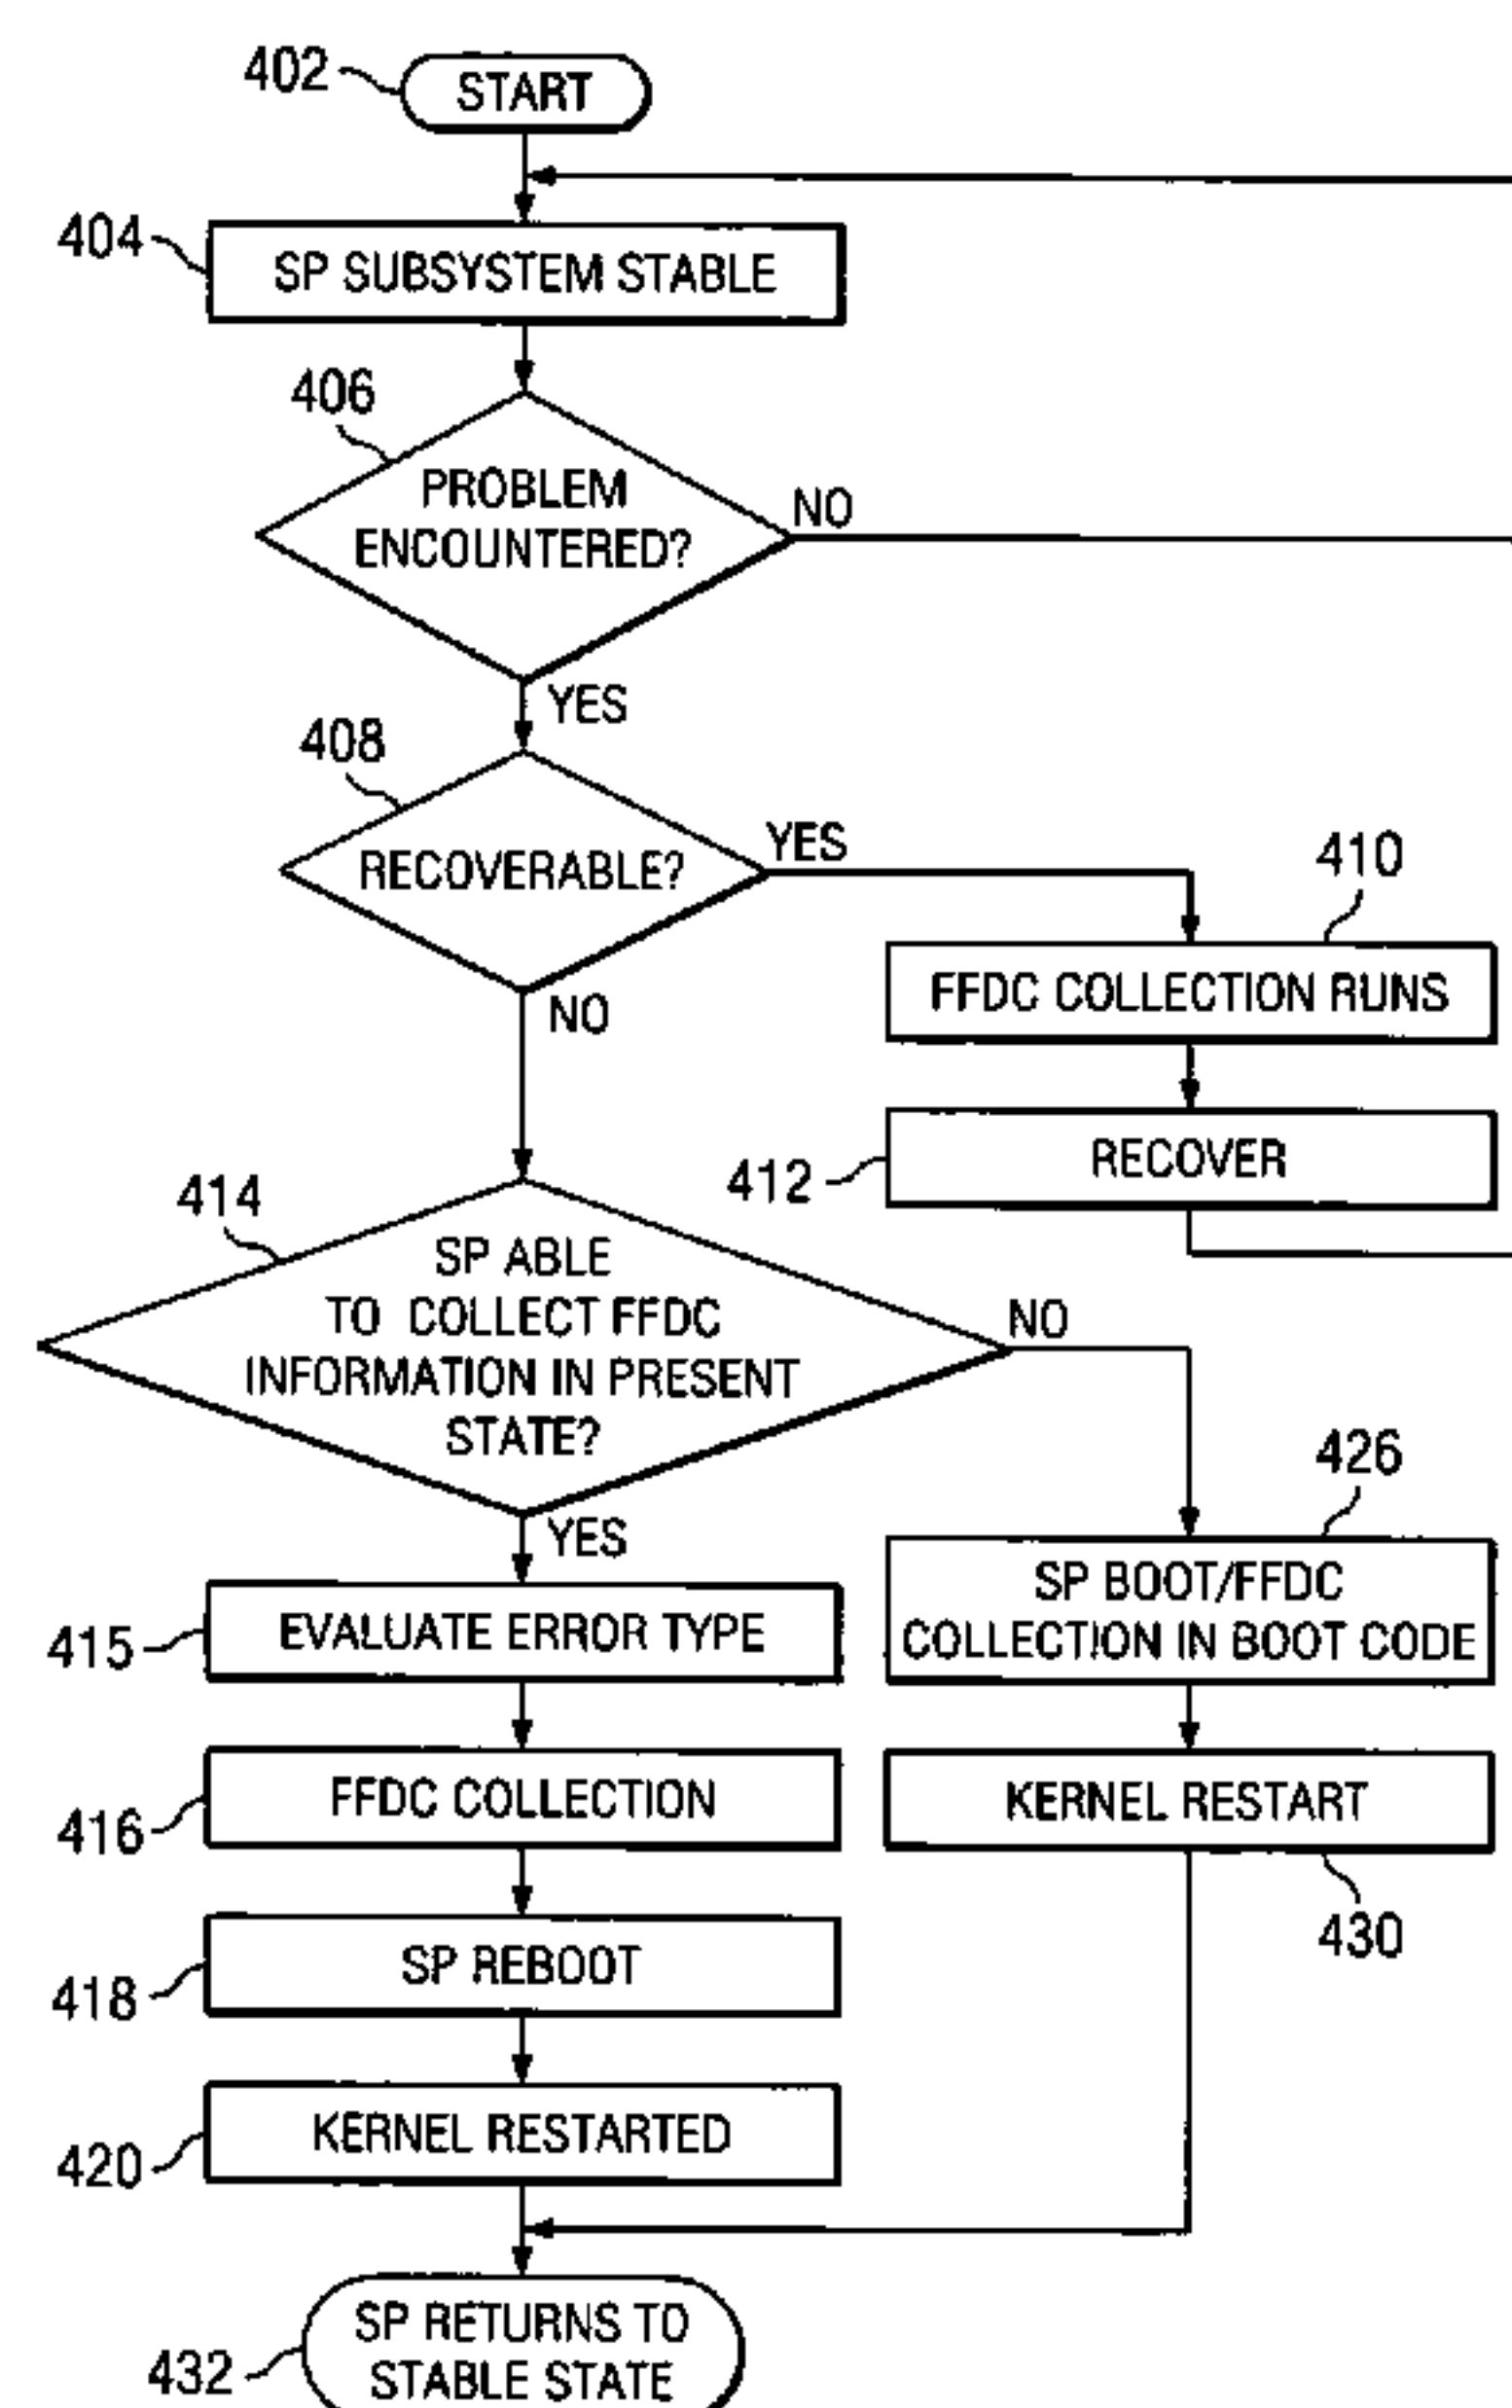 402
START
404
SP SUBSYSTEM STABLE
406
PROBLEM
ENCOUNTERED?
NO
YES
408
RECOVERABLE?
YES
NO
410
FFDC COLLECTION RUNS
412
RECOVER
414
SP ABLE
TO COLLECT FFDC
INFORMATION IN PRESENT
STATE?
NO
YES
426
SP BOOT/FFDC
COLLECTION IN BOOT CODE
415
EVALUATE ERROR TYPE
416
FFDC COLLECTION
KERNEL RESTART
430
418
SP REBOOT
420
KERNEL RESTARTED
432
SP RETURNS TO
STABLE STATE